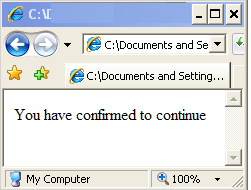 C:\D
C:\Documents and Se
C:\Documents and Setting...
You have confirmed to continue
My Computer
100%